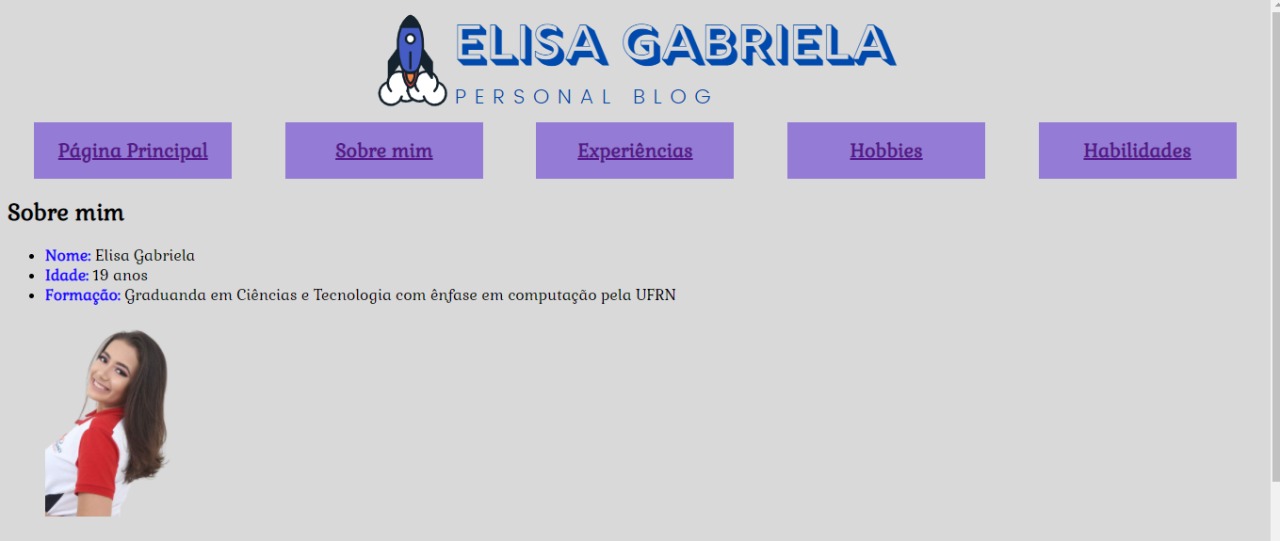 ELISA GABRIELA
PERSONAL BLOG
Página Principal
Sobre mim
Experiências
Hobbies
Habilidades
Sobre mim
Nome: Elisa Gabriela
Idade: 19 anos
Formação: Graduanda em Ciências e Tecnologia com ênfase em computação pela UFRN